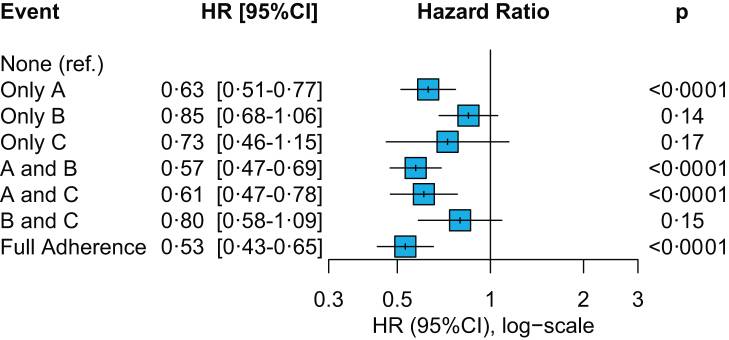 Event HR [95%CI] Hazard Ratio p
None (ref.)
Only A 0·63 [0·51-0·77] <0·0001
Only B 0·85 [0·68-1·06] 0·14
Only C 0·73 [0·46-1·15] 0·17
A and B 0·57 [0·47-0·69] <0·0001
A and C 0·61 [0·47-0·78] <0·0001
B and C 0·80 [0·58-1·09] 0·15
Full Adherence 0·53 [0·43-0·65] <0·0001
0.3 0.5 1 2 3
HR (95%CI), log−scale